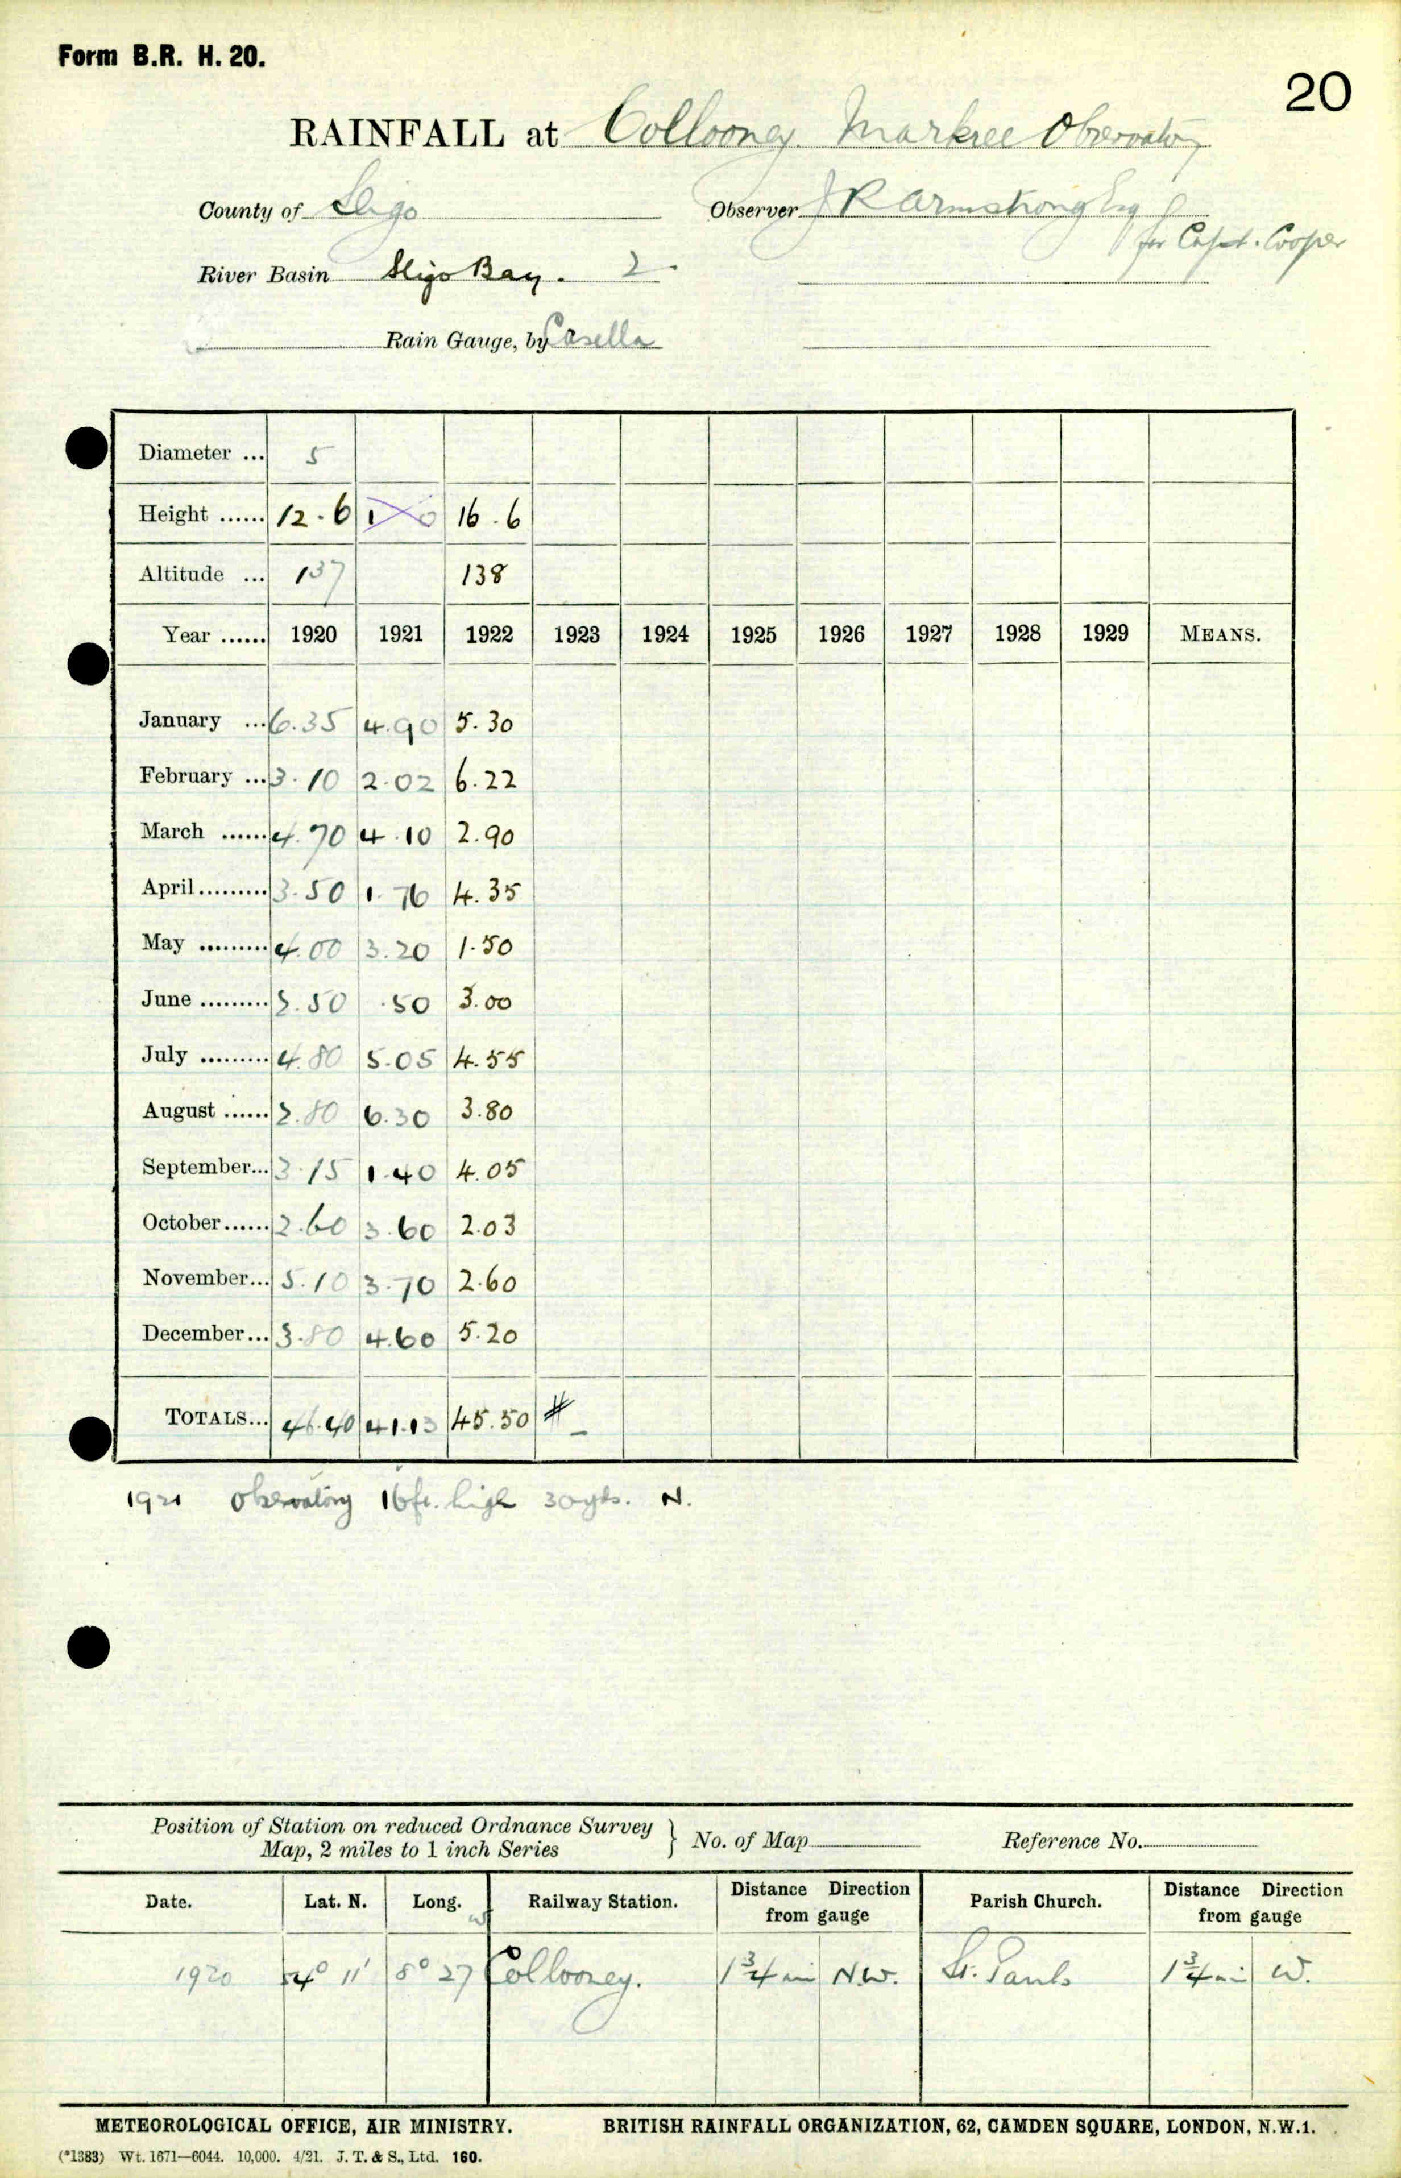 Form B.R. H. 20.
20
RAINFALL at Collooney. Markree Observatory
County of Sligo Observer J R Armstrong Esq
for Capt. Cooper
River Basin Sligo Bay. 2.
Rain Gauge, by Casella
Diameter ... 5
Height ...... 12.6 16.6
Altitude ... 137 138
Year ...... 1920 1921 1922 1923 1924 1925 1926 1927 1928 1929 MEANS.
January ... 6.35 4.90 5.30
February ... 3.10 2.02 6.22
March ...... 4.70 4.10 2.90
April ......... 3.50 1.76 4.35
May ......... 4.00 3.20 1.50
June ......... 2.50 .50 3.00
July ......... 4.80 5.05 4.55
August ...... 2.80 6.30 3.80
September... 3.15 1.40 4.05
October ...... 2.60 3.60 2.03
November... 5.10 3.70 2.60
December... 3.80 4.60 5.20
TOTALS... 46.40 41.13 45.50 #
1921 Observatory 16ft. high 30yds. N.
Position of Station on reduced Ordnance Survey
Map, 2 miles to 1 inch Series } No. of Map Reference No.
Date. Lat. N. Long. W Railway Station. Distance Direction from gauge Parish Church. Distance Direction from gauge
1920 54° 11' 8° 27 Collooney. 1¾ mi N.W. St. Pauls 1¾ mi W.
METEOROLOGICAL OFFICE, AIR MINISTRY. BRITISH RAINFALL ORGANIZATION, 62, CAMDEN SQUARE, LONDON, N.W.1.
(*1383) Wt. 1671—6044. 10,000. 4/21. J. T. & S., Ltd. 160.